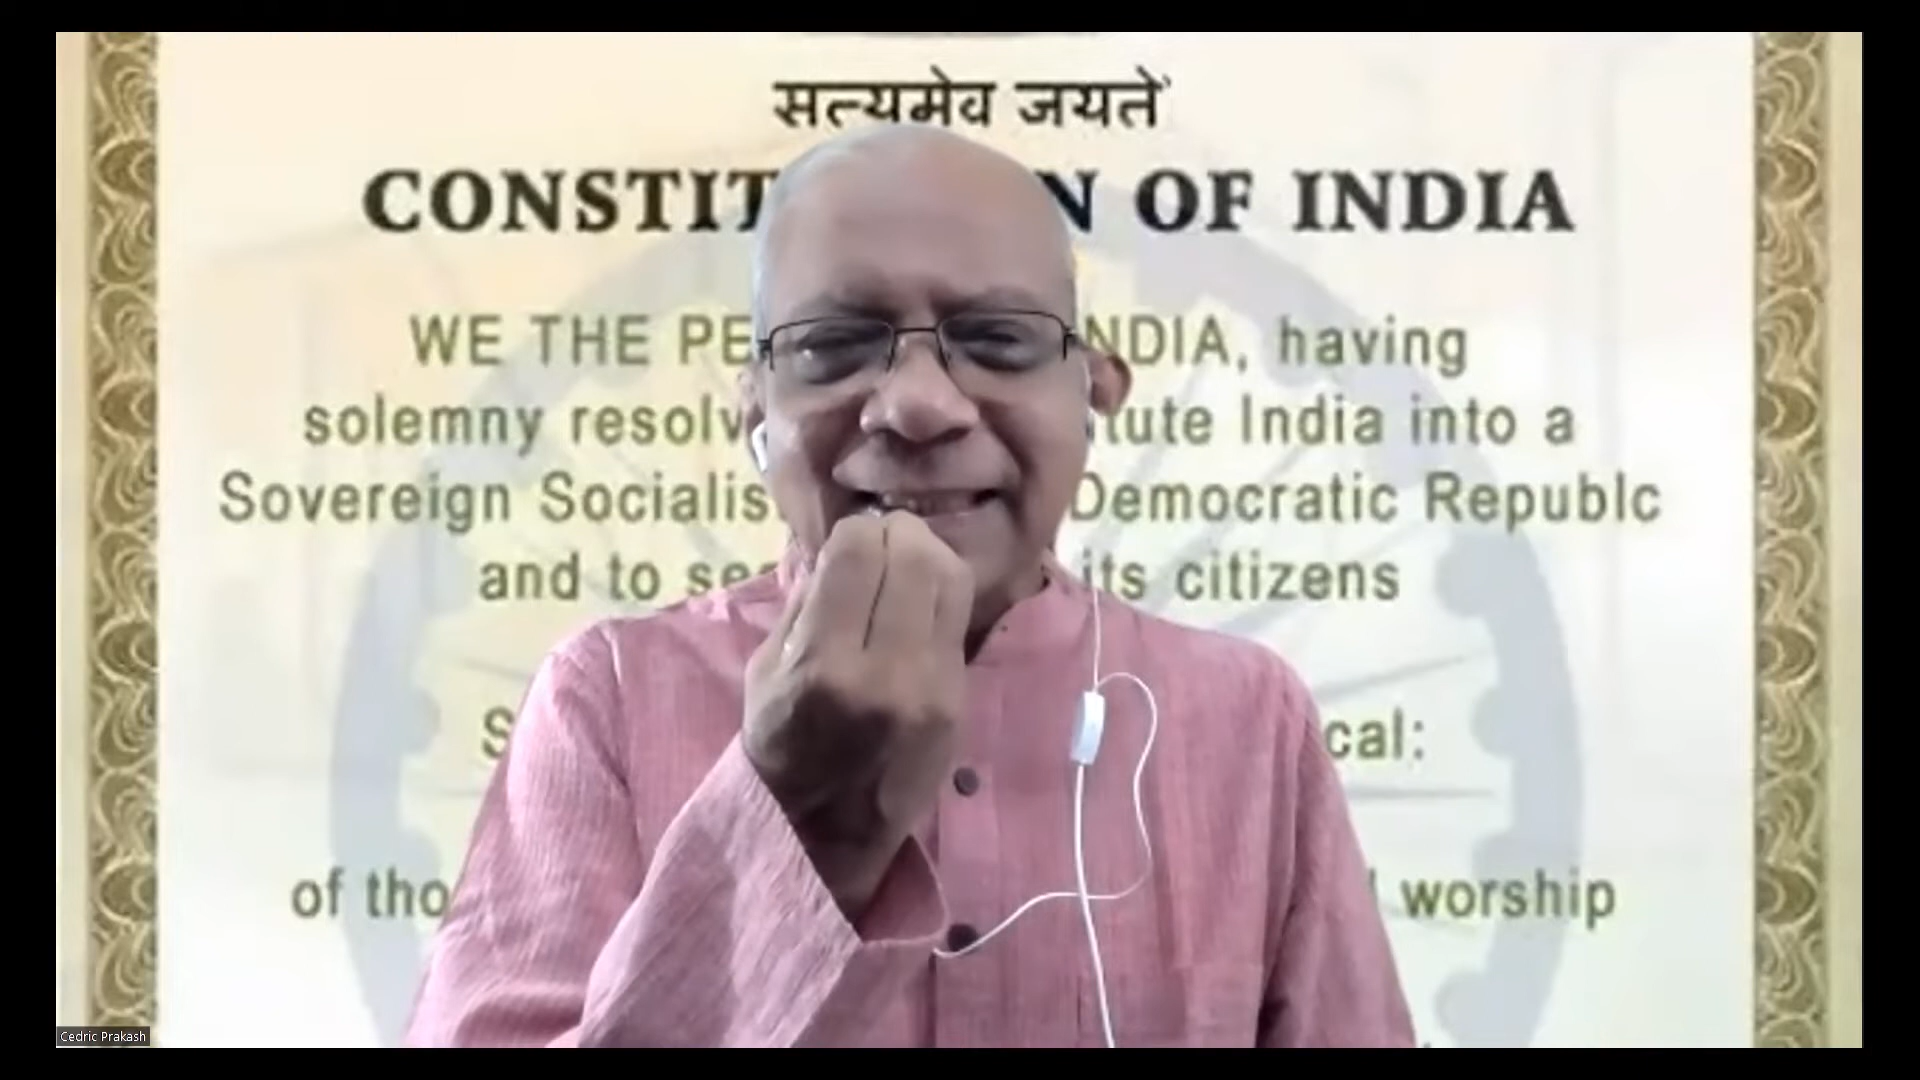 सत्यमेव जयते
CONSTIT N OF INDIA
WE THE PE NDIA, having
solemny resolv tute India into a
Sovereign Socialis Democratic Republc
and to se its citizens
S cal:
of tho worship
Cedric Prakash